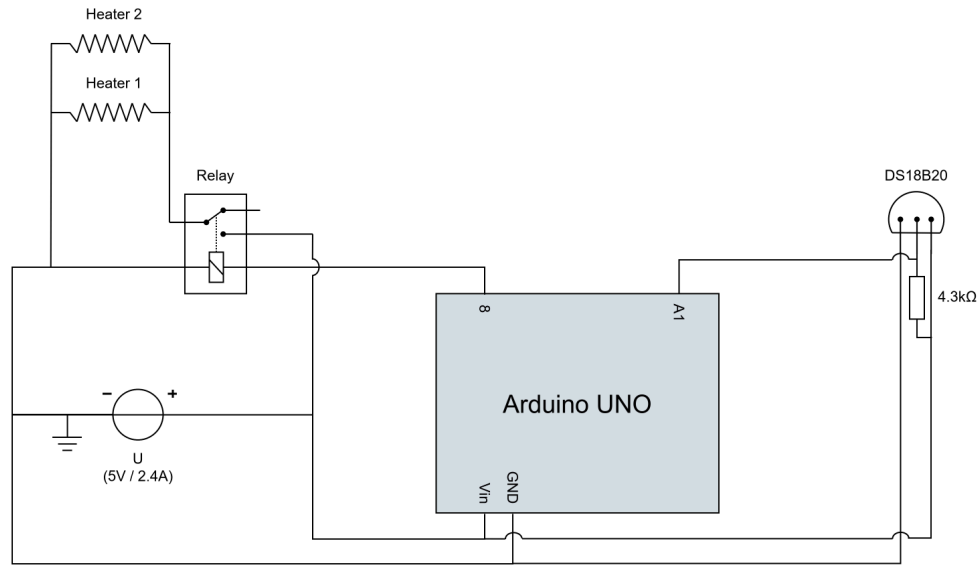 Heater 2
Heater 1
Relay
DS18B20
4.3kΩ
8
A1
Arduino UNO
− +
U
(5V / 2.4A)
Vin
GND